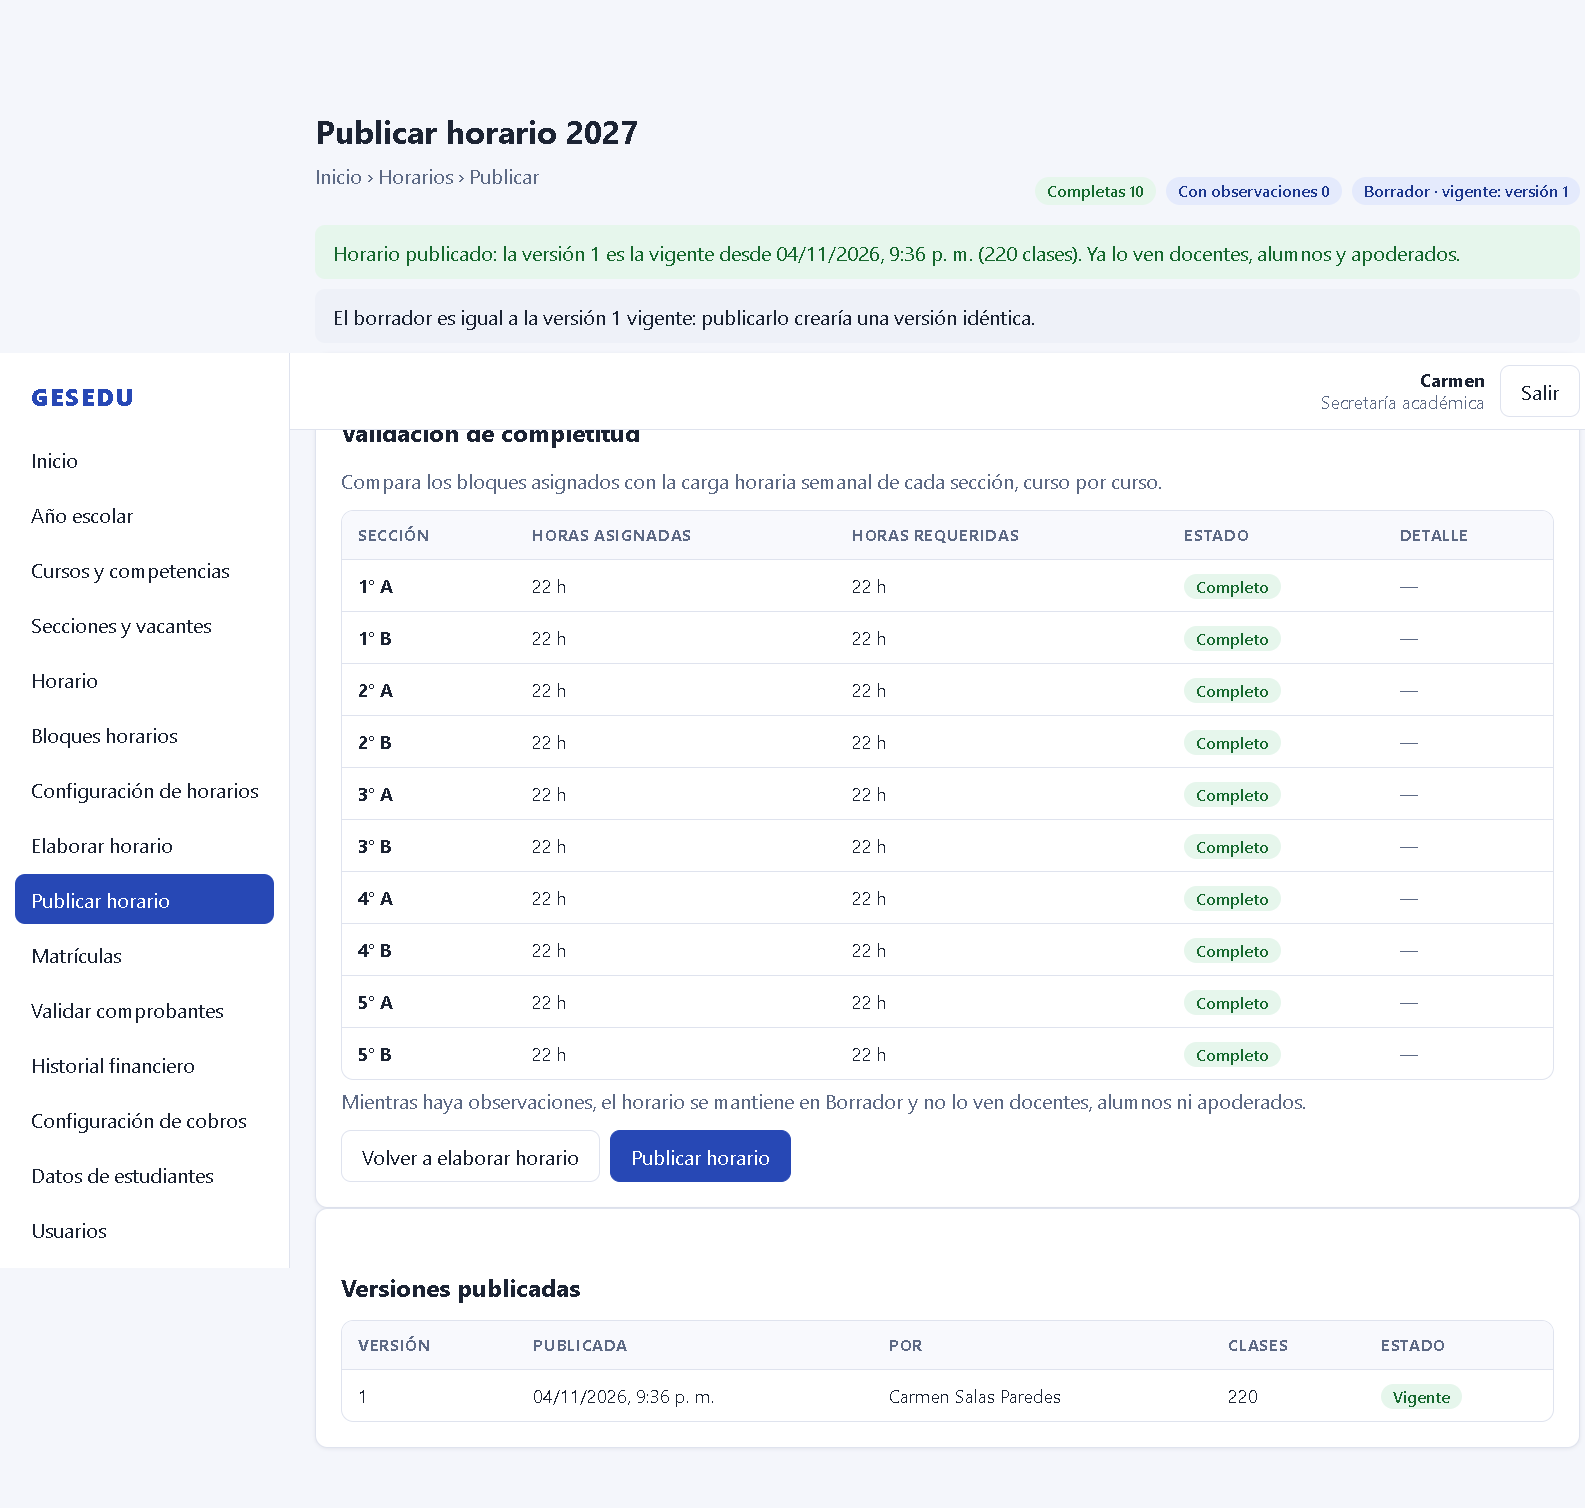 Publicar horario 2027
Inicio › Horarios › Publicar
Completas 10
Con observaciones 0
Borrador · vigente: versión 1
Horario publicado: la versión 1 es la vigente desde 04/11/2026, 9:36 p. m. (220 clases). Ya lo ven docentes, alumnos y apoderados.
El borrador es igual a la versión 1 vigente: publicarlo crearía una versión idéntica.
GESEDU
Inicio
Año escolar
Cursos y competencias
Secciones y vacantes
Horario
Bloques horarios
Configuración de horarios
Elaborar horario
Publicar horario
Matrículas
Validar comprobantes
Historial financiero
Configuración de cobros
Datos de estudiantes
Usuarios
Carmen
Secretaría académica
Salir
Validación de completitud
Compara los bloques asignados con la carga horaria semanal de cada sección, curso por curso.
SECCIÓN HORAS ASIGNADAS HORAS REQUERIDAS ESTADO DETALLE
1° A 22 h 22 h Completo —
1° B 22 h 22 h Completo —
2° A 22 h 22 h Completo —
2° B 22 h 22 h Completo —
3° A 22 h 22 h Completo —
3° B 22 h 22 h Completo —
4° A 22 h 22 h Completo —
4° B 22 h 22 h Completo —
5° A 22 h 22 h Completo —
5° B 22 h 22 h Completo —
Mientras haya observaciones, el horario se mantiene en Borrador y no lo ven docentes, alumnos ni apoderados.
Volver a elaborar horario
Publicar horario
Versiones publicadas
VERSIÓN PUBLICADA POR CLASES ESTADO
1 04/11/2026, 9:36 p. m. Carmen Salas Paredes 220 Vigente